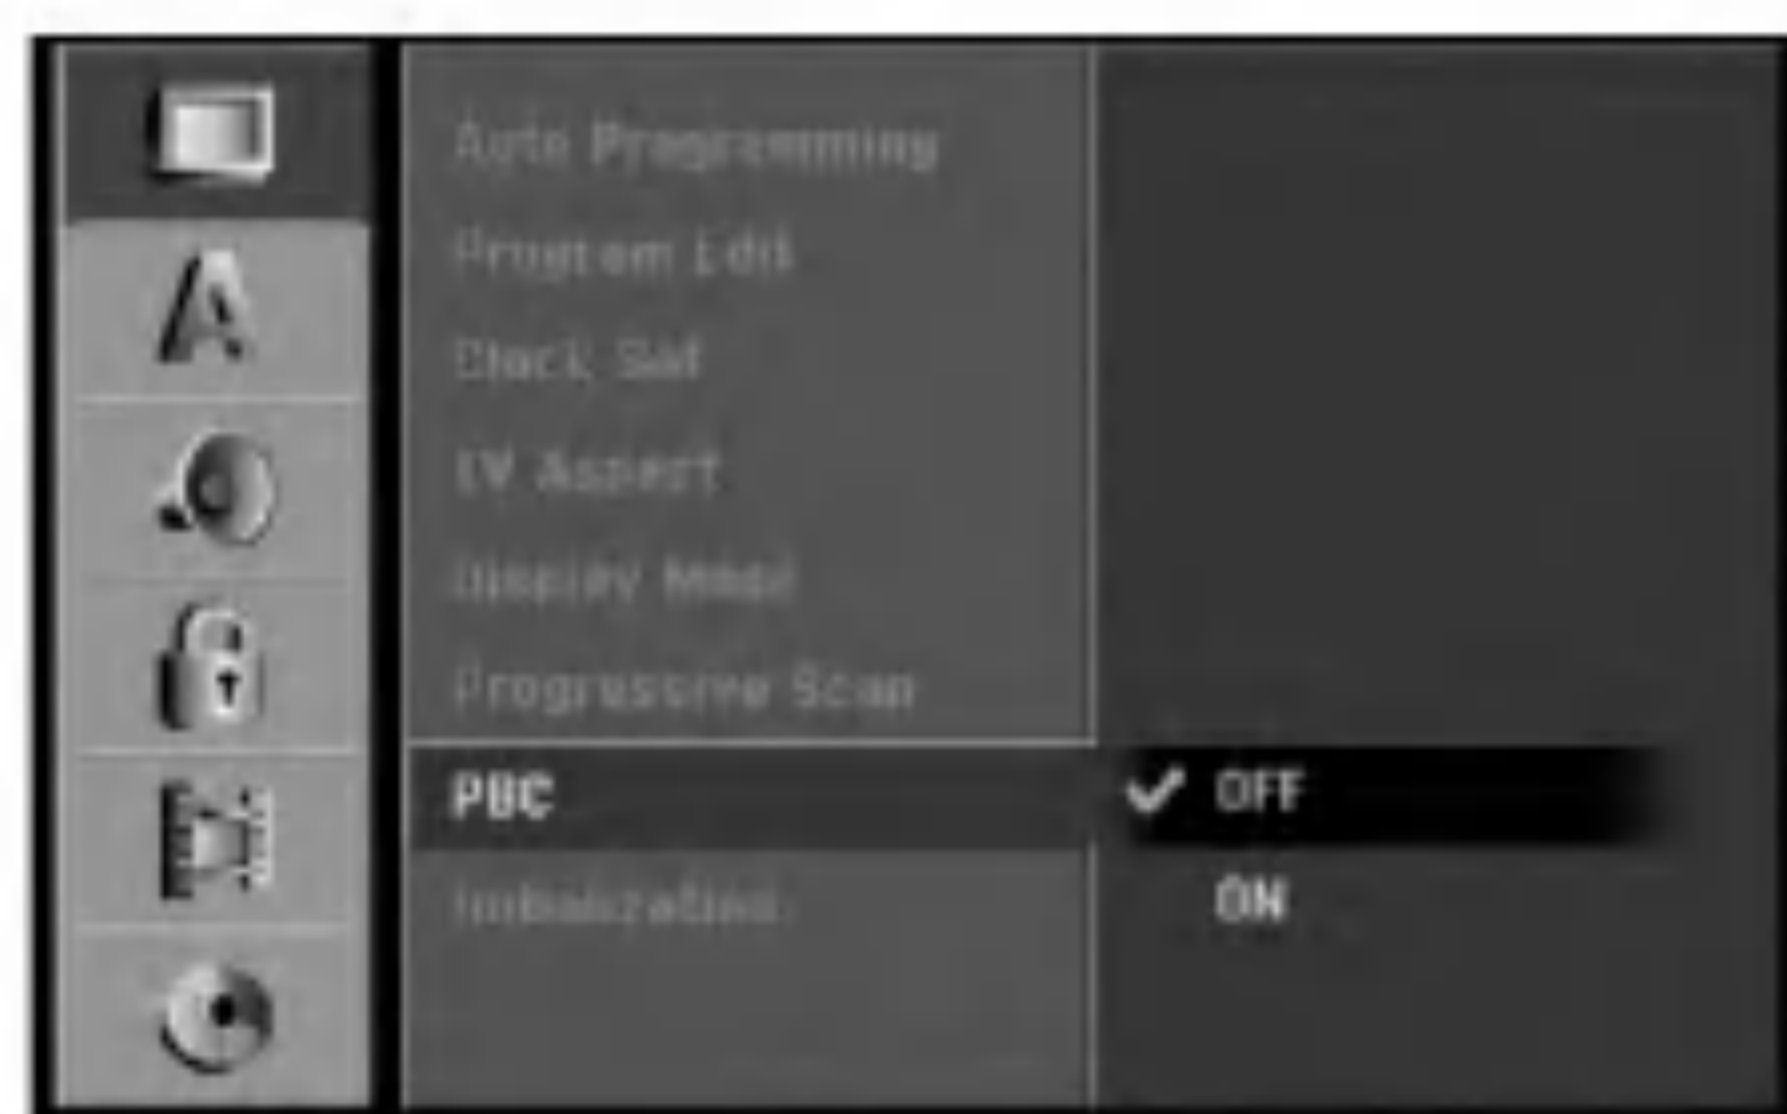 Auto Programming
Program Edit
Clock Set
TV Aspect
Display Mode
Progressive Scan
PBC
✔ OFF
ON
Initialization